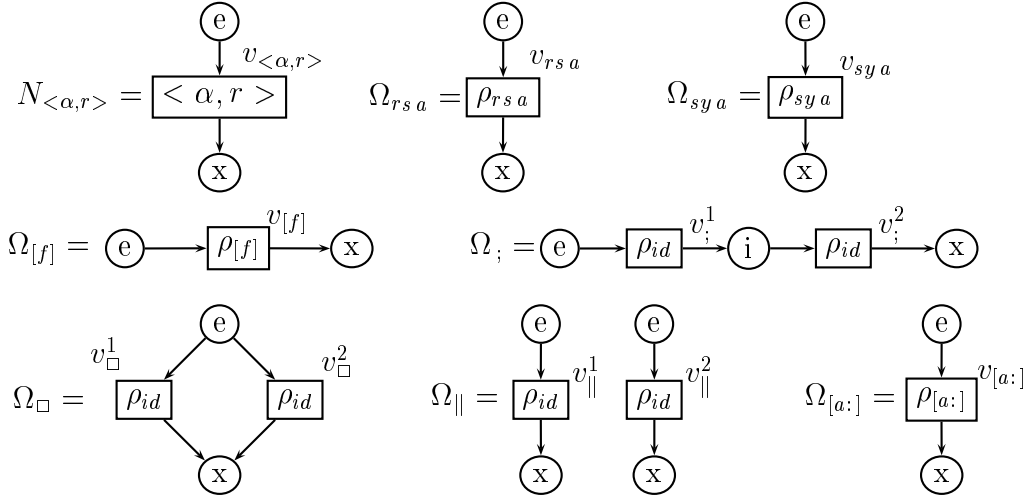 e e e
v_{<α,r>} v_{rs a} v_{sy a}
N_{<α,r>} = < α, r > Ω_{rs a} = ρ_{rs a} Ω_{sy a} = ρ_{sy a}
x x x
v_{[f]} v_;^1 v_;^2
Ω_{[f]} = e ρ_{[f]} x Ω_; = e ρ_{id} i ρ_{id} x
e e e e
v_□^1 v_□^2 v_∥^1 v_∥^2 v_{[a:]}
Ω_□ = ρ_{id} ρ_{id} Ω_∥ = ρ_{id} ρ_{id} Ω_{[a:]} = ρ_{[a:]}
x x x x